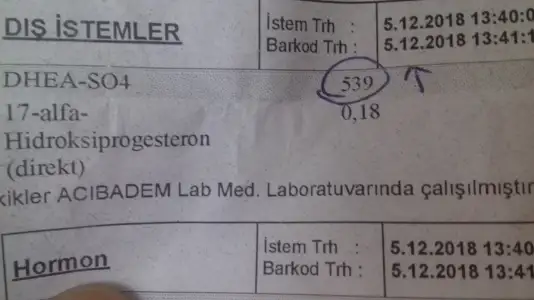 DIŞ İSTEMLER
İstem Trh : 5.12.2018 13:40:0
Barkod Trh : 5.12.2018 13:41:1
DHEA-SO4 539
17-alfa- 0,18
Hidroksiprogesteron
(direkt)
kikler ACIBADEM Lab Med. Laboratuvarında çalışılmıştır
Hormon
İstem Trh : 5.12.2018 13:40
Barkod Trh : 5.12.2018 13:41